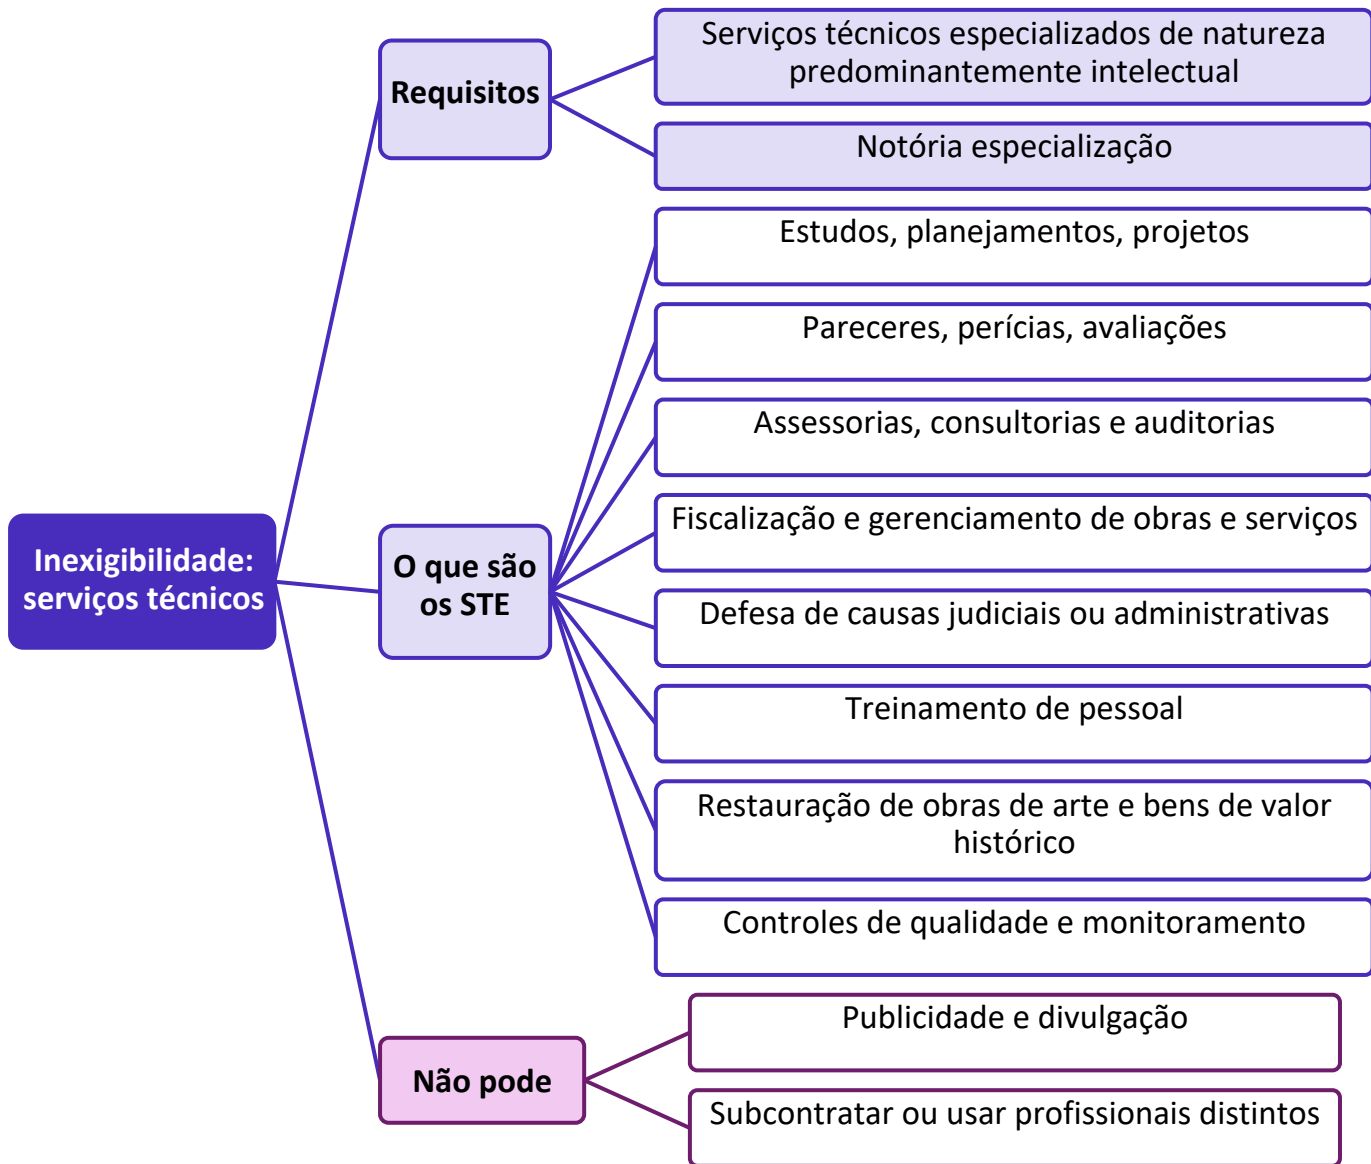 Inexigibilidade:
serviços técnicos
Requisitos
Serviços técnicos especializados de natureza
predominantemente intelectual
Notória especialização
O que são
os STE
Estudos, planejamentos, projetos
Pareceres, perícias, avaliações
Assessorias, consultorias e auditorias
Fiscalização e gerenciamento de obras e serviços
Defesa de causas judiciais ou administrativas
Treinamento de pessoal
Restauração de obras de arte e bens de valor
histórico
Controles de qualidade e monitoramento
Não pode
Publicidade e divulgação
Subcontratar ou usar profissionais distintos